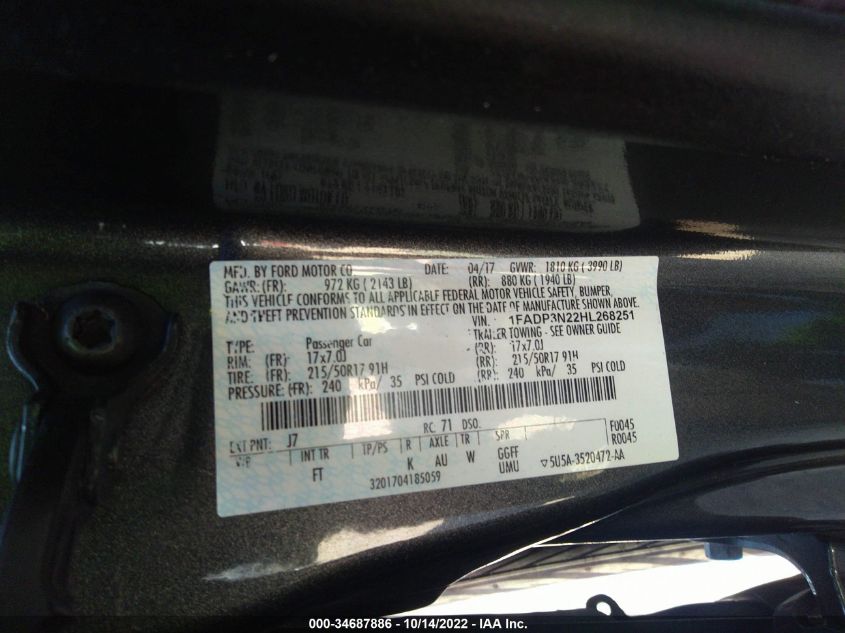 MFD. BY FORD MOTOR CO. DATE: 04/17 GVWR: 1810 KG ( 3990 LB)
GAWR: (FR): 972 KG ( 2143 LB) (RR): 880 KG ( 1940 LB)
THIS VEHICLE CONFORMS TO ALL APPLICABLE FEDERAL MOTOR VEHICLE SAFETY, BUMPER,
AND THEFT PREVENTION STANDARDS IN EFFECT ON THE DATE OF MANUFACTURE SHOWN ABOVE.
VIN: 1FADP3N22HL268251
TYPE: Passenger Car TRAILER TOWING - SEE OWNER GUIDE
RIM: (FR) 17x7.0J (RR): 17x7.0J
TIRE: (FR): 215/50R17 91H (RR): 215/50R17 91H
PRESSURE: (FR): 240 kPa/ 35 PSI COLD (RR): 240 kPa/ 35 PSI COLD
EXT PNT: J7 RC: 71 DSO: F0045
WB INT TR TP/PS R AXLE TR SPR R0045
FT K AU W GGFF
UMU ▽5U5A-3520472-AA
3201704185059
000-34687886 - 10/14/2022 - IAA Inc.